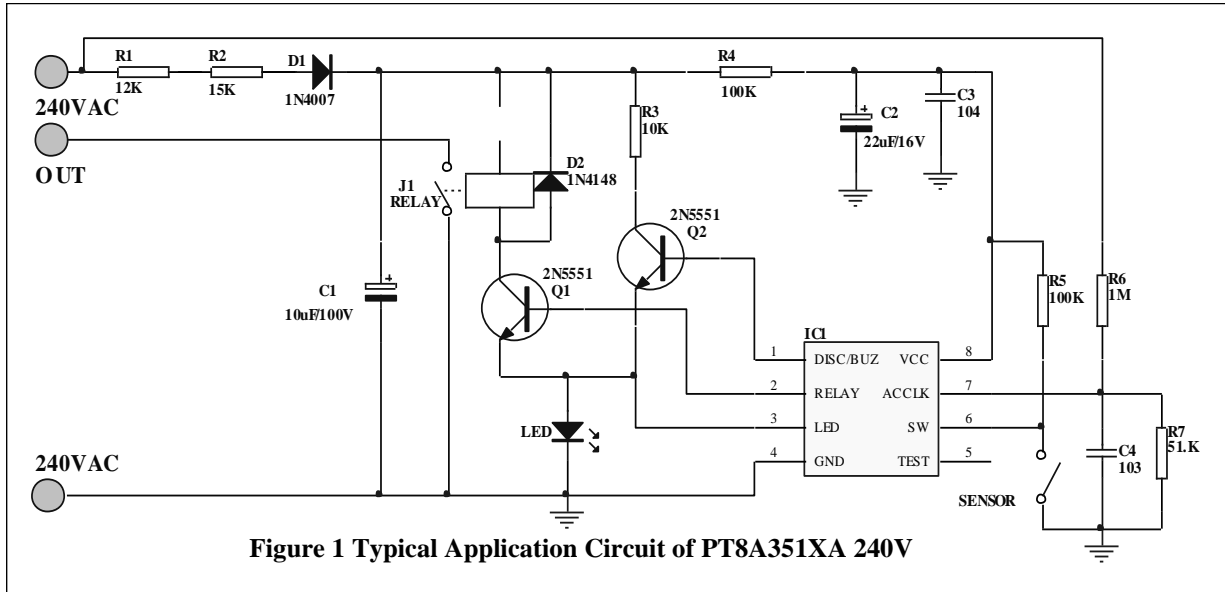 240VAC
R1
12K
R2
15K
D1
1N4007
R4
100K
OUT
J1
RELAY
D2
1N4148
R3
10K
+
C2
22uF/16V
C3
104
2N5551
Q2
2N5551
Q1
+
C1
10uF/100V
R5
100K
R6
1M
IC1
1 DISC/BUZ VCC 8
2 RELAY ACCLK 7
3 LED SW 6
4 GND TEST 5
LED
R7
51.K
C4
103
SENSOR
240VAC
Figure 1 Typical Application Circuit of PT8A351XA 240V